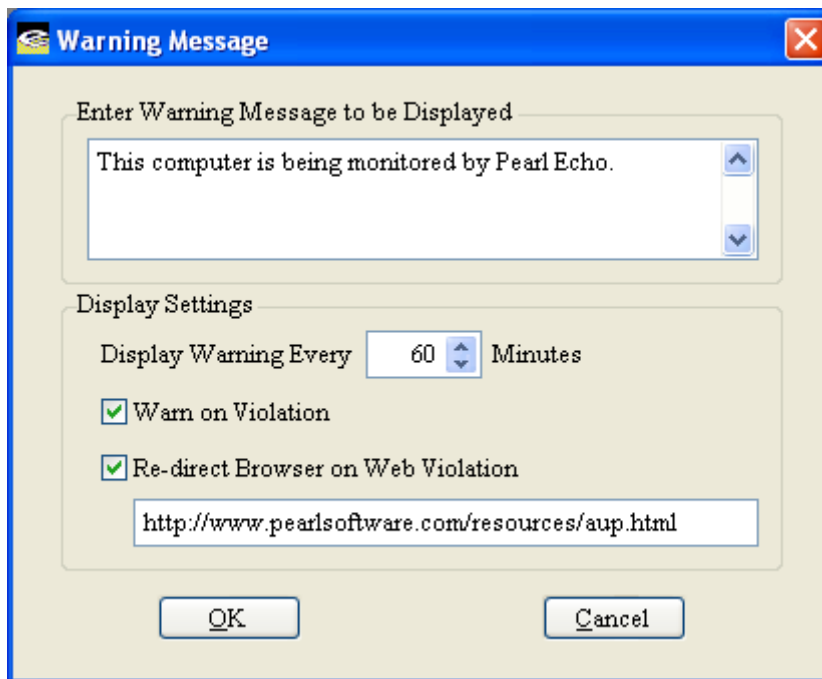 Warning Message
Enter Warning Message to be Displayed
This computer is being monitored by Pearl Echo.
Display Settings
Display Warning Every 60 Minutes
Warn on Violation
Re-direct Browser on Web Violation
http://www.pearlsoftware.com/resources/aup.html
OK Cancel